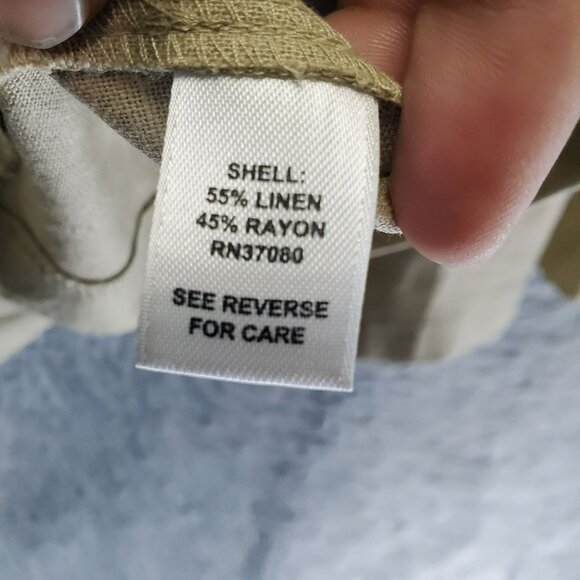 SHELL:
55% LINEN
45% RAYON
RN37080
SEE REVERSE
FOR CARE